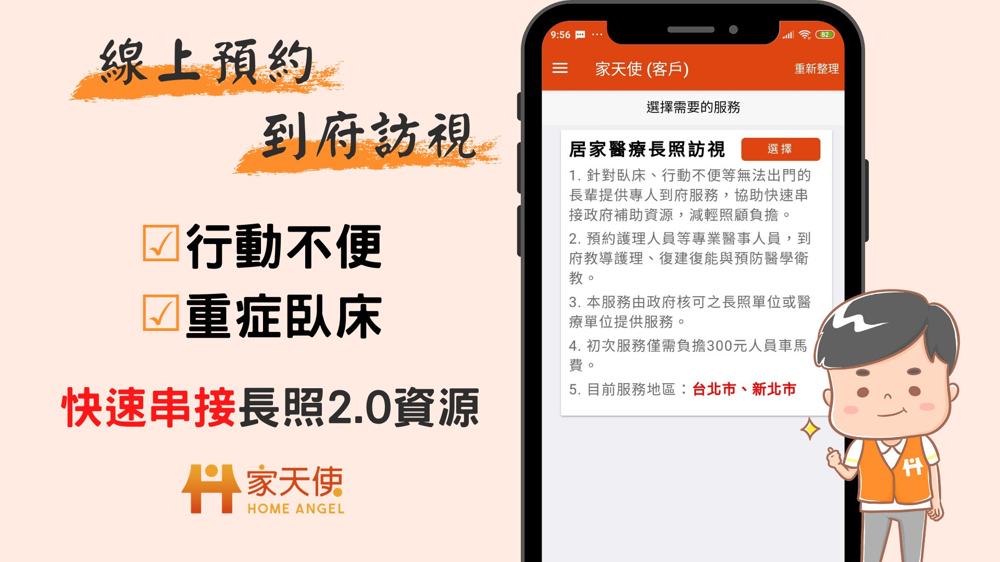 線上預約
到府訪視
☑行動不便
☑重症臥床
快速串接長照2.0資源
家天使
HOME ANGEL
9:56
82
家天使 (客戶)
重新整理
選擇需要的服務
居家醫療長照訪視
選擇
1. 針對臥床、行動不便等無法出門的
長輩提供專人到府服務，協助快速串
接政府補助資源，減輕照顧負擔。
2. 預約護理人員等專業醫事人員，到
府教導護理、復建復能與預防醫學衛
教。
3. 本服務由政府核可之長照單位或醫
療單位提供服務。
4. 初次服務僅需負擔300元人員車馬
費。
5. 目前服務地區：台北市、新北市